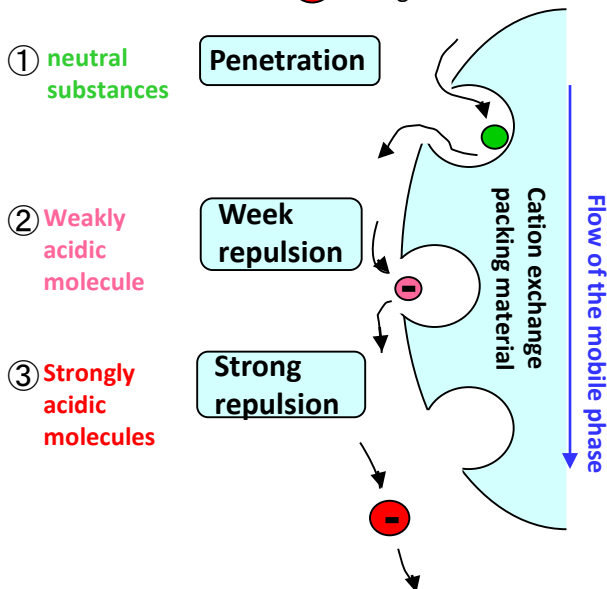 ① neutral
substances
Penetration
② Weakly
acidic
molecule
Week
repulsion
-
③ Strongly
acidic
molecules
Strong
repulsion
-
Cation exchange
packing material
Flow of the mobile phase